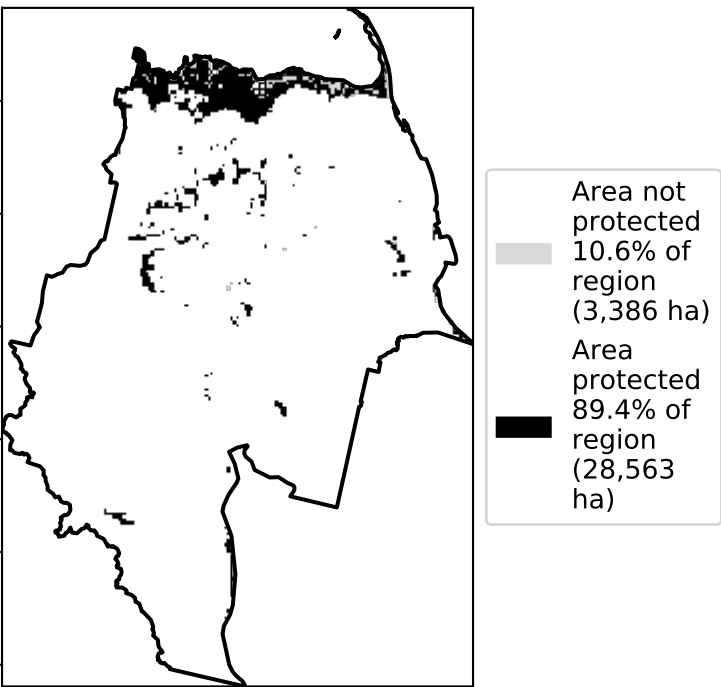 Area not
protected
10.6% of
region
(3,386 ha)
Area
protected
89.4% of
region
(28,563
ha)